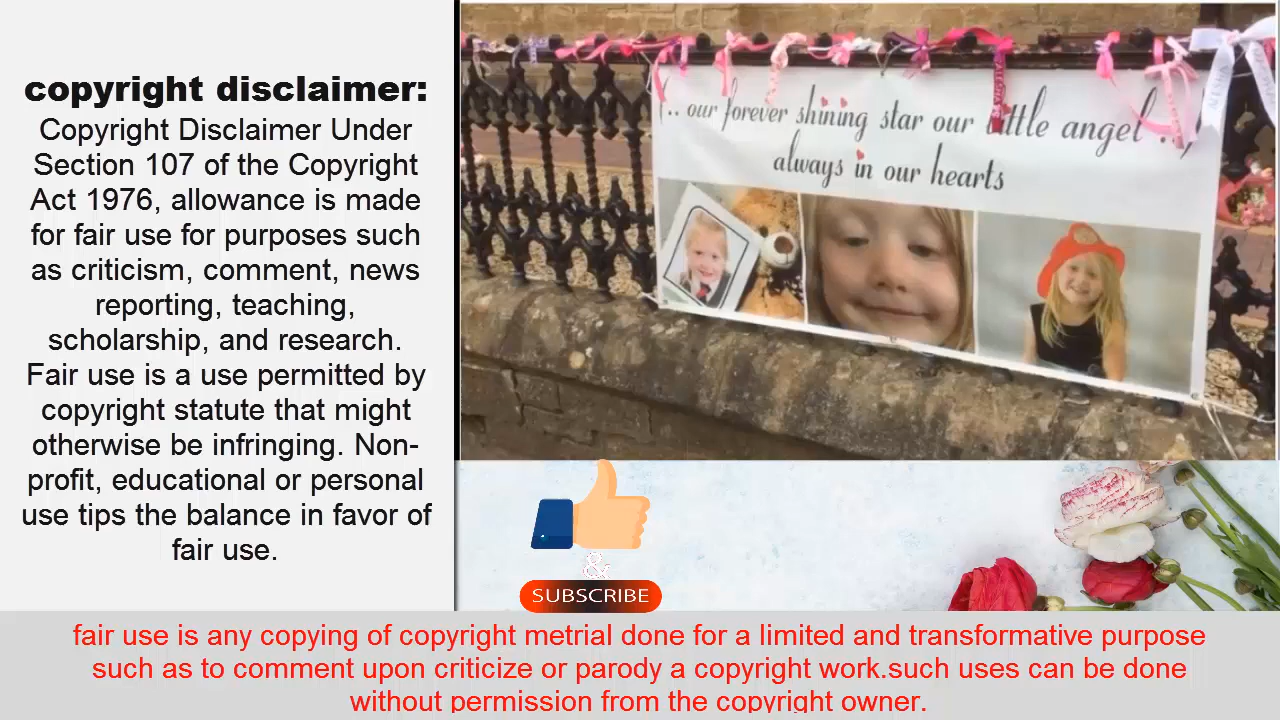 copyright disclaimer:
Copyright Disclaimer Under
Section 107 of the Copyright
Act 1976, allowance is made
for fair use for purposes such
as criticism, comment, news
reporting, teaching,
scholarship, and research.
Fair use is a use permitted by
copyright statute that might
otherwise be infringing. Non-
profit, educational or personal
use tips the balance in favor of
fair use.
(.. our forever shining star our little angel ..)
always in our hearts
&
SUBSCRIBE
fair use is any copying of copyright metrial done for a limited and transformative purpose
such as to comment upon criticize or parody a copyright work.such uses can be done
without permission from the copyright owner.